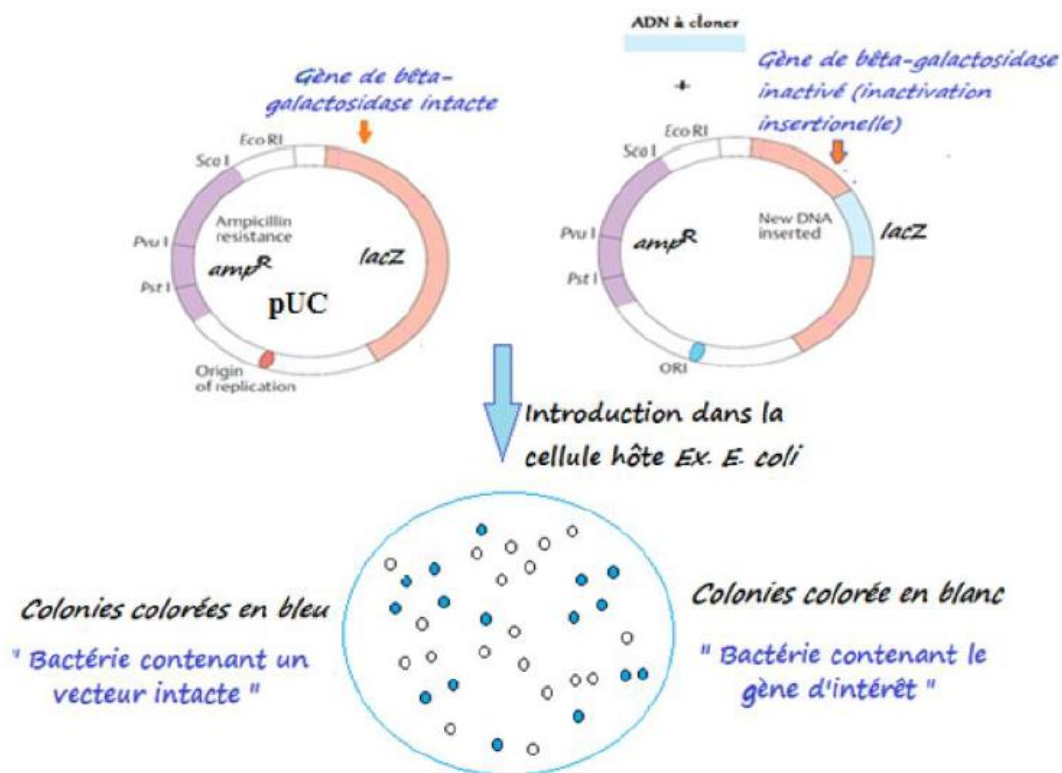 ADN à cloner
+
Gène de bêta-
galactosidase intacte
Gène de bêta-galactosidase
inactivé (inactivation
insertionelle)
Eco RI
Sca I
Pvu I
Pst I
Ampicillin
resistance
ampR
lacZ
pUC
Origin
of replication
Eco RI
Sca I
Pvu I
Pst I
ampR
New DNA
inserted
lacZ
ORI
Introduction dans la
cellule hôte Ex. E. coli
Colonies colorées en bleu
" Bactérie contenant un
vecteur intacte "
Colonies colorée en blanc
" Bactérie contenant le
gène d'intérêt "